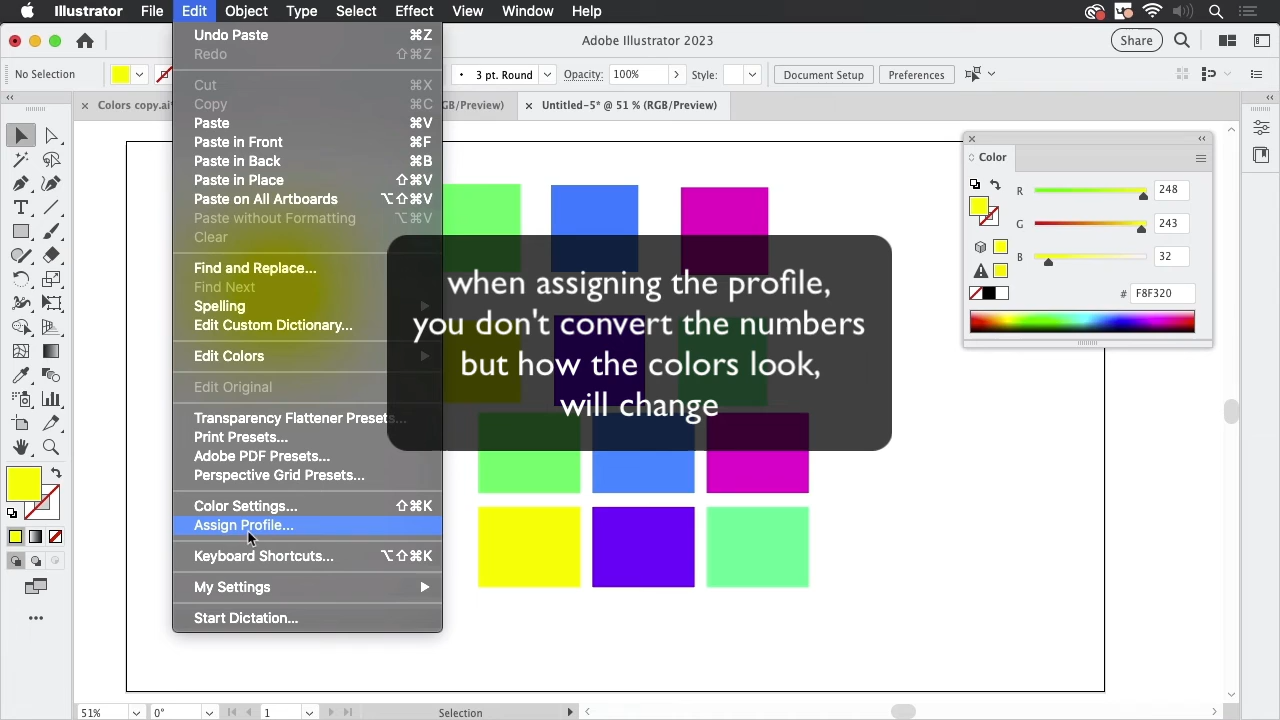 Illustrator File Edit Object Type Select Effect View Window Help
Adobe Illustrator 2023
Share
No Selection
3 pt. Round
Opacity: 100%
Style:
Document Setup
Preferences
Colors copy.ai*
GB/Preview)
Untitled-5* @ 51 % (RGB/Preview)
Undo Paste ⌘Z
Redo ⇧⌘Z
Cut ⌘X
Copy ⌘C
Paste ⌘V
Paste in Front ⌘F
Paste in Back ⌘B
Paste in Place ⇧⌘V
Paste on All Artboards ⌥⇧⌘V
Paste without Formatting ⌥⌘V
Clear
Find and Replace...
Find Next
Spelling
Edit Custom Dictionary...
Edit Colors
Edit Original
Transparency Flattener Presets...
Print Presets...
Adobe PDF Presets...
Perspective Grid Presets...
Color Settings... ⇧⌘K
Assign Profile...
Keyboard Shortcuts... ⌥⇧⌘K
My Settings
Start Dictation...
when assigning the profile,
you don't convert the numbers
but how the colors look,
will change
Color
R 248
G 243
B 32
# F8F320
51%
0°
1
Selection